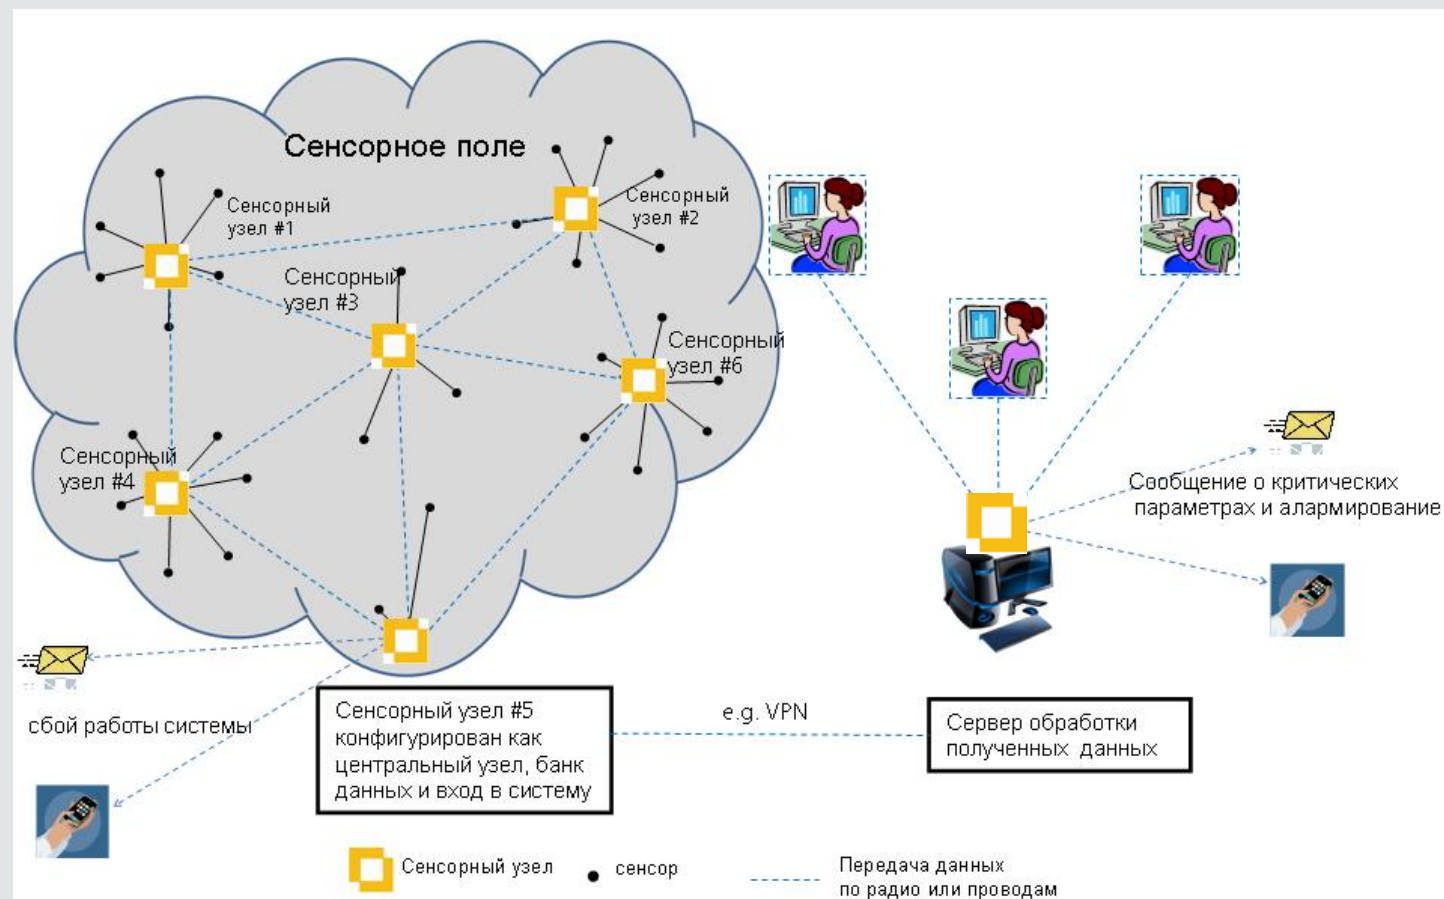 Сенсорное поле
Сенсорный
узел #1
Сенсорный
узел #2
Сенсорный
узел #3
Сенсорный
узел #6
Сенсорный
узел #4
Сообщение о критических
параметрах и алармирование
сбой работы системы
Сенсорный узел #5
конфигурирован как
центральный узел, банк
данных и вход в систему
e.g. VPN
Сервер обработки
полученных данных
Сенсорный узел
сенсор
Передача данных
по радио или проводам